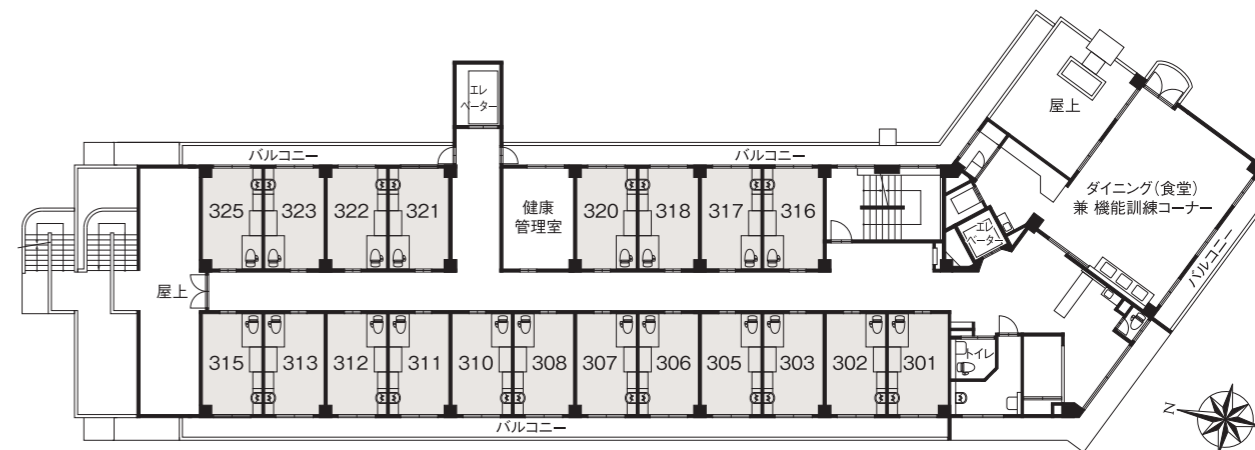 エレ
ベーター
屋上
バルコニー
バルコニー
325
323
322
321
健康
管理室
320
318
317
316
ダイニング(食堂)
兼 機能訓練コーナー
エレ
ベーター
バルコニー
屋上
315
313
312
311
310
308
307
306
305
303
302
301
トイレ
バルコニー
N